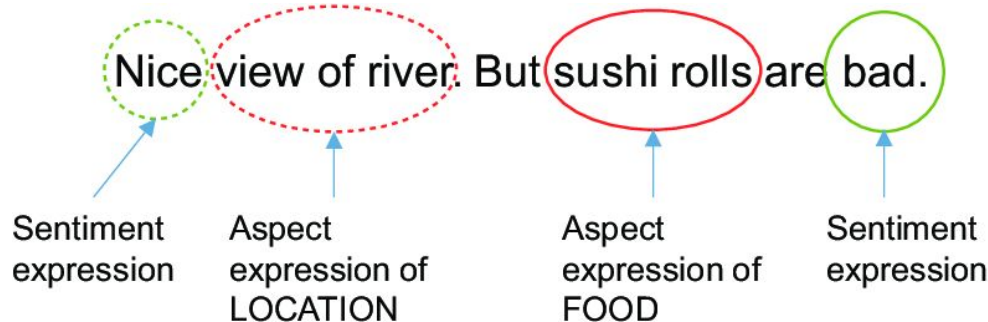 Nice view of river. But sushi rolls are bad.
Sentiment
expression
Aspect
expression of
LOCATION
Aspect
expression of
FOOD
Sentiment
expression